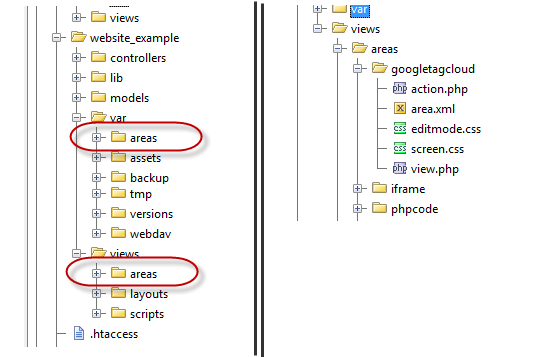 views
website_example
controllers
lib
models
var
areas
assets
backup
tmp
versions
webdav
views
areas
layouts
scripts
.htaccess
var
views
areas
googletagcloud
php action.php
X area.xml
css editmode.css
css screen.css
php view.php
iframe
phpcode